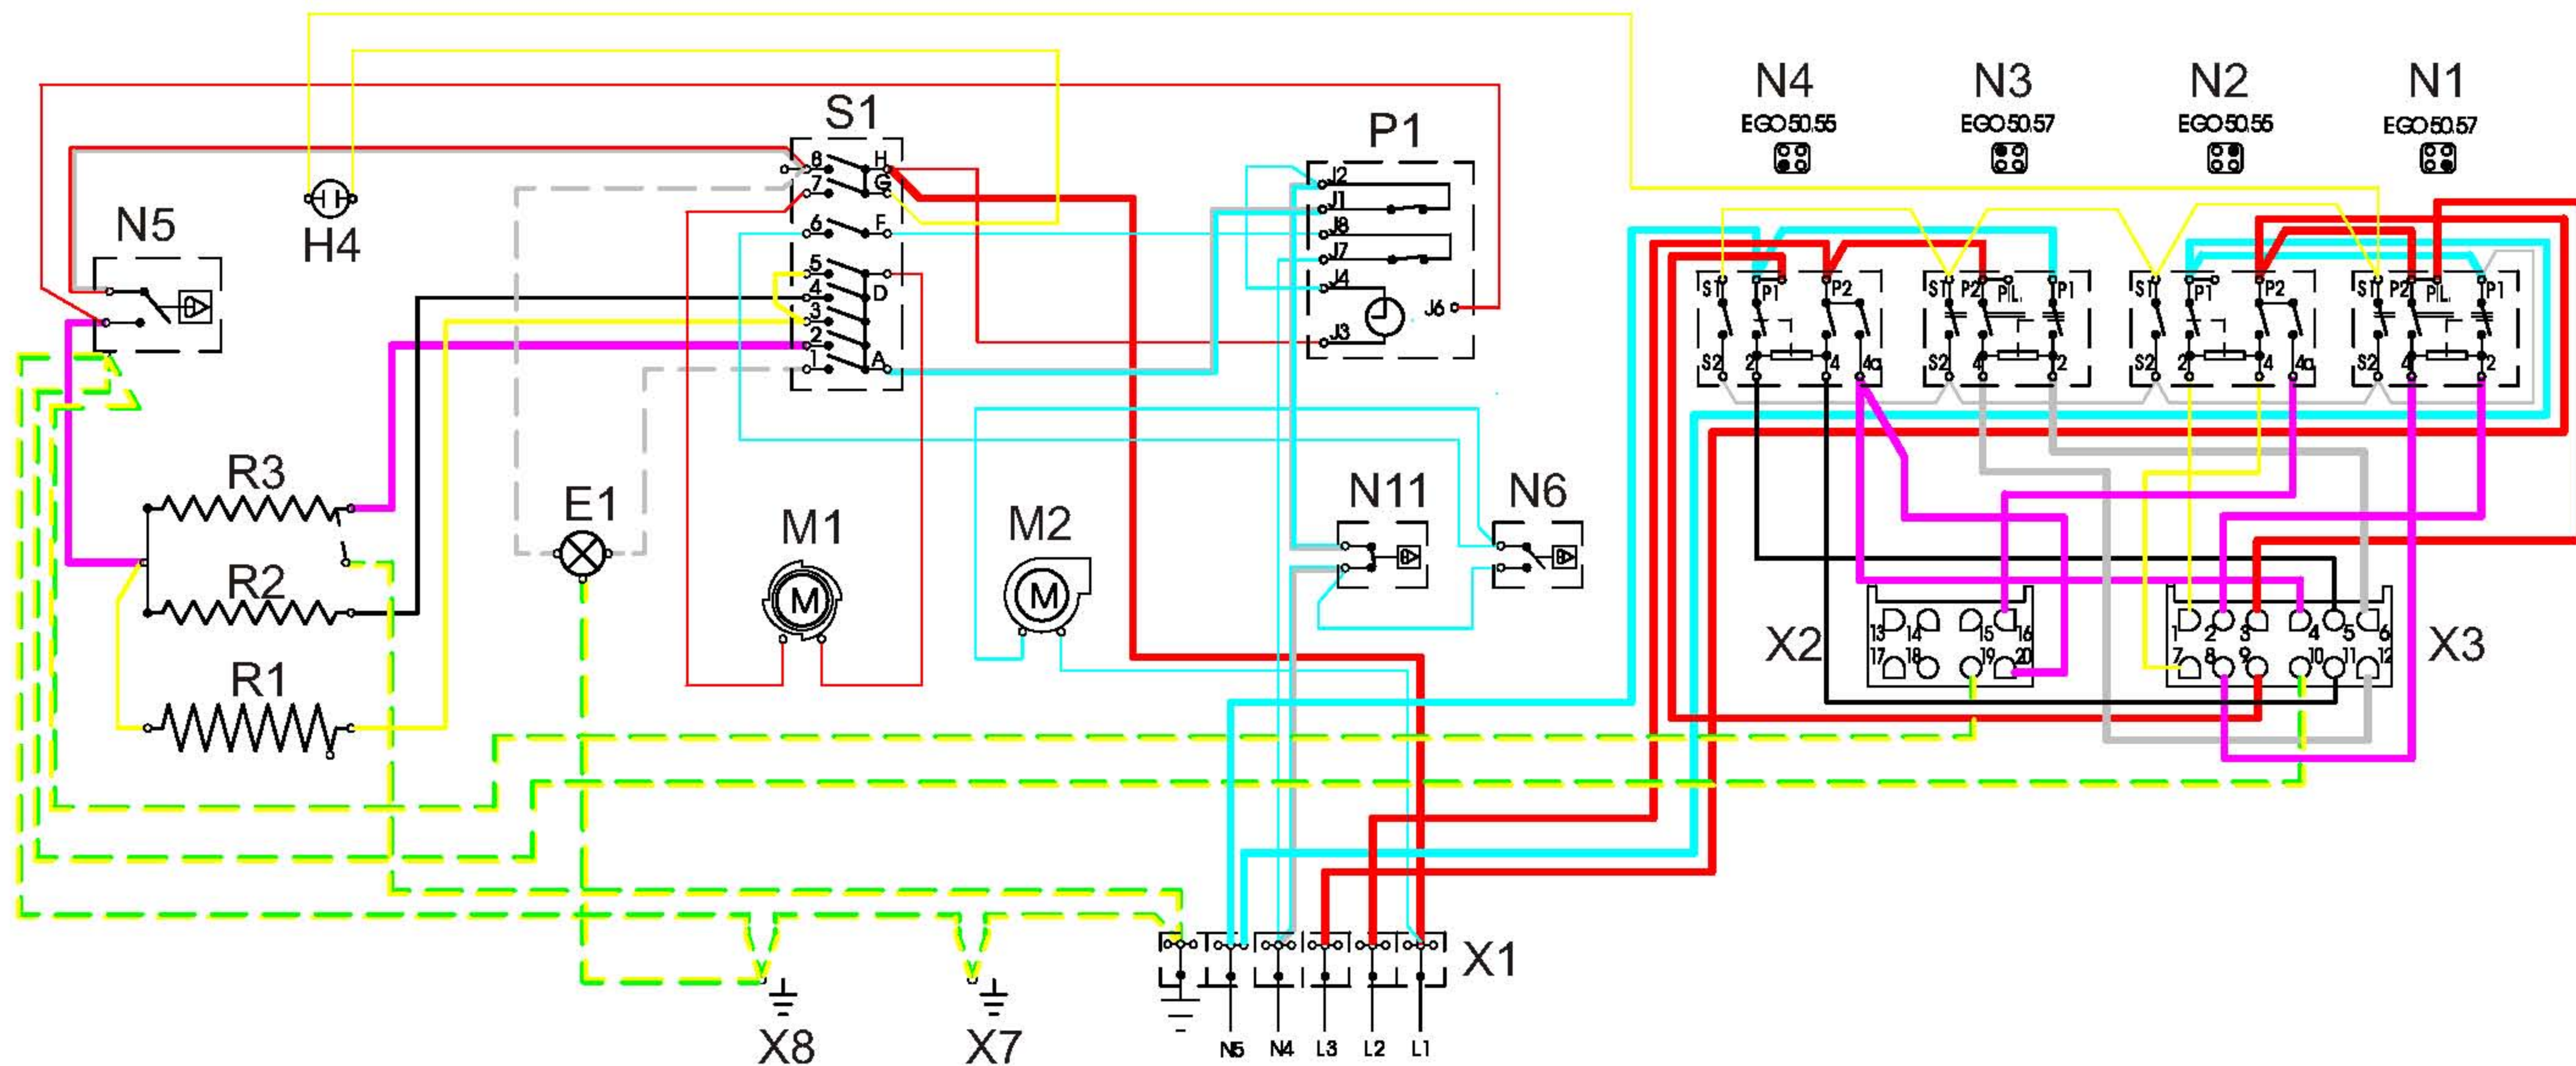 N4 N3 N2 N1
EGO 50.55 EGO 50.57 EGO 50.55 EGO 50.57
S1
P1
N5
H4
8 H
7 G
6 F
5
4 D
3
2
1 A
J2
J1
J8
J7
J4
J6
J3
S1 P1 P2 S1 P2 PIL. P1 S1 P1 P2 S1 P2 PIL. P1
S2 2 4 4a S2 4 2 S2 2 4 4a S2 4 2
R3
E1
M1
M2
N11
N6
R2
M
M
R1
X2
13 14 15 16
17 18 19 20
1 2 3 4 5 6
7 8 9 10 11 12
X3
X1
X8
X7
N5 N4 L3 L2 L1